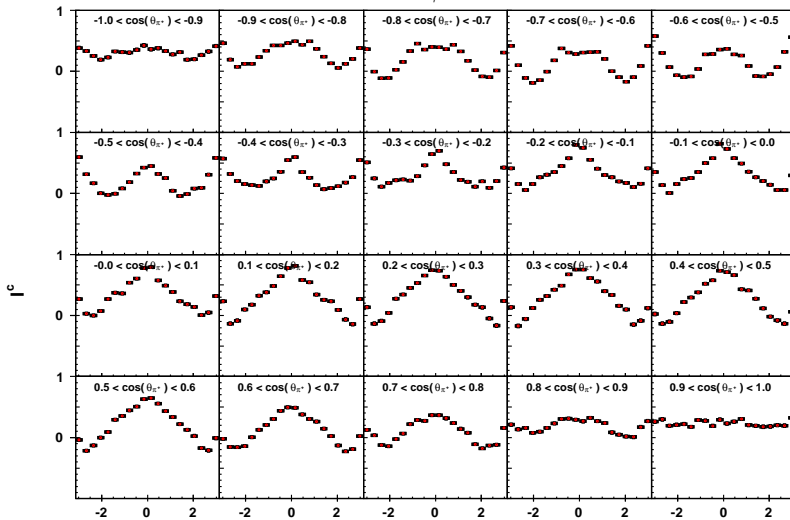 1 -1.0 < cos(θπ⁺) < -0.9 -0.9 < cos(θπ⁺) < -0.8 -0.8 < cos(θπ⁺) < -0.7 -0.7 < cos(θπ⁺) < -0.6 -0.6 < cos(θπ⁺) < -0.5
0
1 -0.5 < cos(θπ⁺) < -0.4 -0.4 < cos(θπ⁺) < -0.3 -0.3 < cos(θπ⁺) < -0.2 -0.2 < cos(θπ⁺) < -0.1 -0.1 < cos(θπ⁺) < 0.0
0
1 -0.0 < cos(θπ⁺) < 0.1 0.1 < cos(θπ⁺) < 0.2 0.2 < cos(θπ⁺) < 0.3 0.3 < cos(θπ⁺) < 0.4 0.4 < cos(θπ⁺) < 0.5
Iᶜ
0
1 0.5 < cos(θπ⁺) < 0.6 0.6 < cos(θπ⁺) < 0.7 0.7 < cos(θπ⁺) < 0.8 0.8 < cos(θπ⁺) < 0.9 0.9 < cos(θπ⁺) < 1.0
0
-2 0 2 -2 0 2 -2 0 2 -2 0 2 -2 0 2